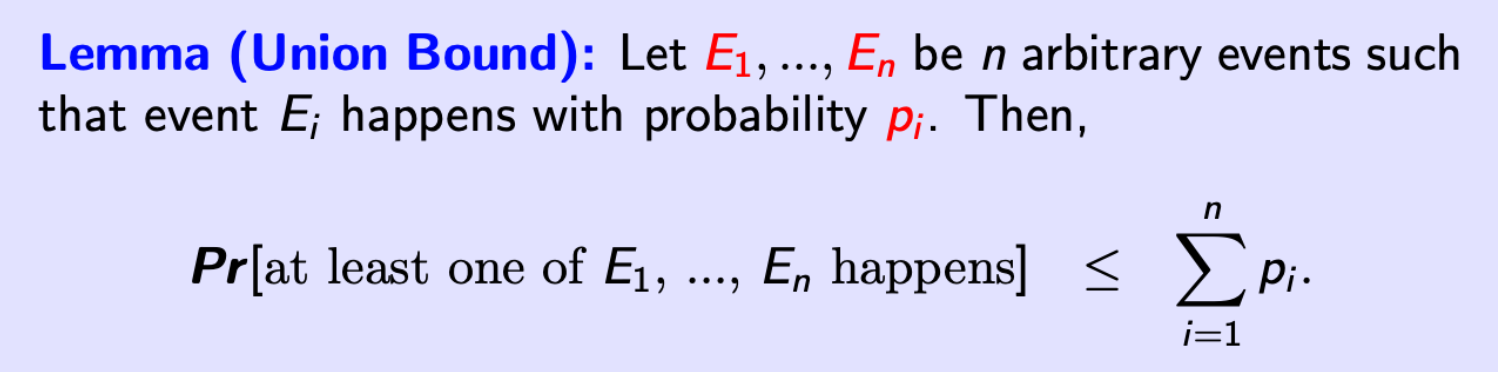 Lemma (Union Bound): Let E₁, ..., Eₙ be n arbitrary events such
that event Eᵢ happens with probability pᵢ. Then,
Pr[at least one of E₁, ..., Eₙ happens] ≤ ∑ᵢ₌₁ⁿ pᵢ.